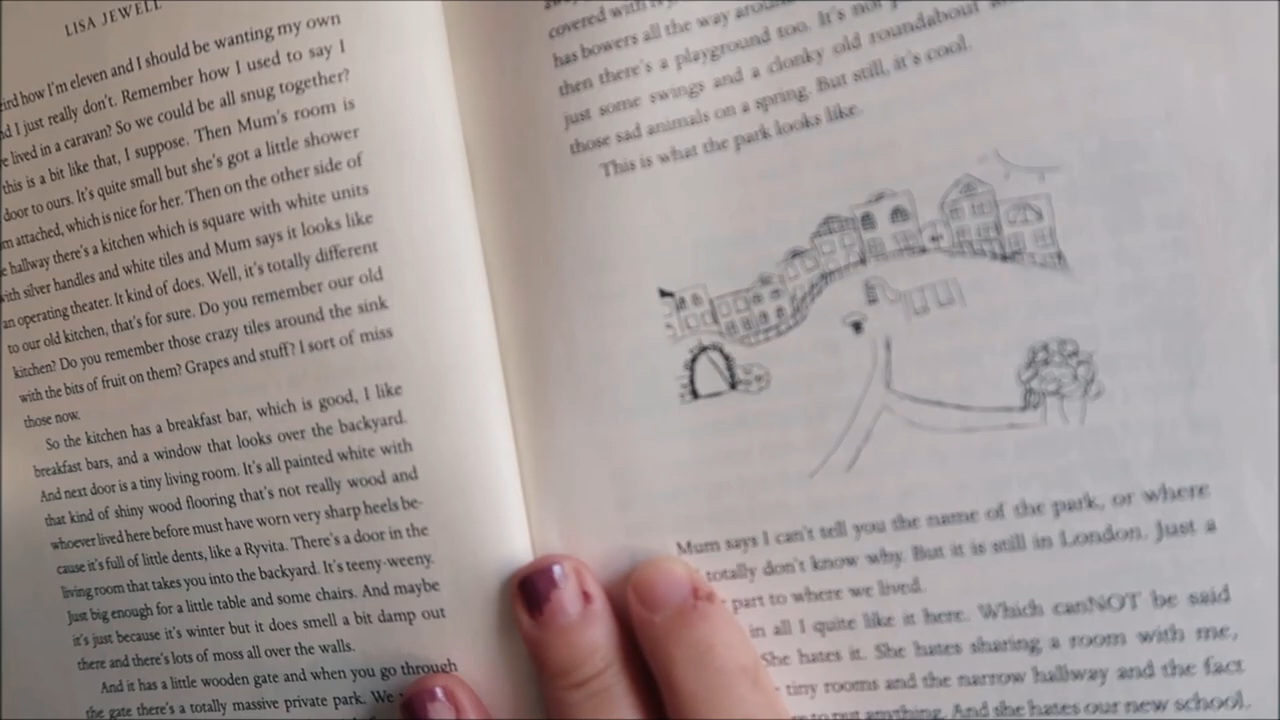 LISA JEWELL
how I'm eleven and I should be wanting my own
I just really don't. Remember how I used to say I
lived in a caravan? So we could be all snug together?
this is a bit like that, I suppose. Then Mum's room is
door to ours. It's quite small but she's got a little shower
attached, which is nice for her. Then on the other side of
hallway there's a kitchen which is square with white units
with silver handles and white tiles and Mum says it looks like
an operating theater. It kind of does. Well, it's totally different
to our old kitchen, that's for sure. Do you remember our old
kitchen? Do you remember those crazy tiles around the sink
with the bits of fruit on them? Grapes and stuff? I sort of miss
those now.
So the kitchen has a breakfast bar, which is good, I like
breakfast bars, and a window that looks over the backyard.
And next door is a tiny living room. It's all painted white with
that kind of shiny wood flooring that's not really wood and
whoever lived here before must have worn very sharp heels be-
cause it's full of little dents, like a Ryvita. There's a door in the
living room that takes you into the backyard. It's teeny-weeny.
Just big enough for a little table and some chairs. And maybe
it's just because it's winter but it does smell a bit damp out
there and there's lots of moss all over the walls.
And it has a little wooden gate and when you go through
the gate there's a totally massive private park. We
covered with
has bowers all the way around
then there's a playground too. It's not
just some swings and a clonky old roundabout
those sad animals on a spring. But still, it's cool.
This is what the park looks like.
Mum says I can't tell you the name of the park, or where
totally don't know why. But it is still in London. Just a
part to where we lived.
in all I quite like it here. Which canNOT be said
She hates it. She hates sharing a room with me,
tiny rooms and the narrow hallway and the fact
to put anything. And she hates our new school.